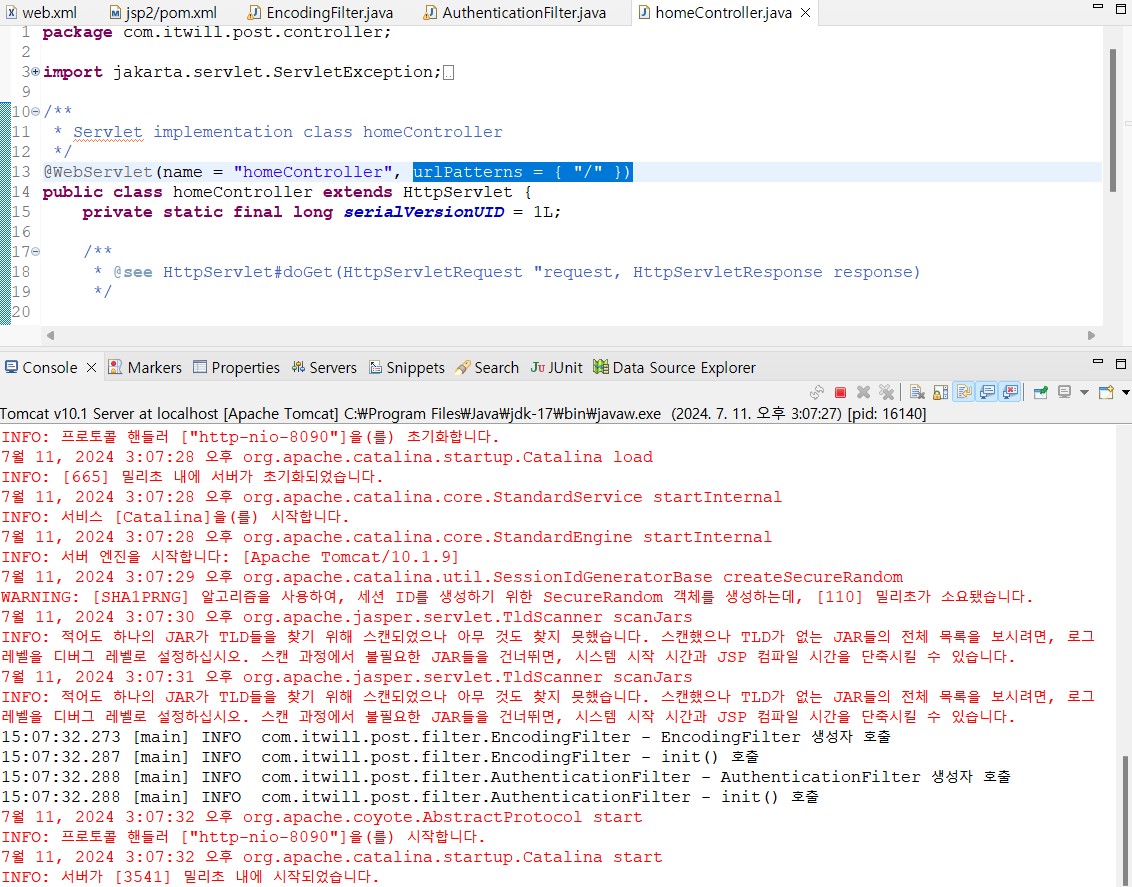 web.xml jsp2/pom.xml EncodingFilter.java AuthenticationFilter.java homeController.java
1 package com.itwill.post.controller;
2
3 import jakarta.servlet.ServletException;
9
10 /**
11 * Servlet implementation class homeController
12 */
13 @WebServlet(name = "homeController", urlPatterns = { "/" })
14 public class homeController extends HttpServlet {
15 private static final long serialVersionUID = 1L;
16
17 /**
18 * @see HttpServlet#doGet(HttpServletRequest "request, HttpServletResponse response)
19 */
20
Console Markers Properties Servers Snippets Search JUnit Data Source Explorer
Tomcat v10.1 Server at localhost [Apache Tomcat] C:₩Program Files₩Java₩jdk-17₩bin₩javaw.exe (2024. 7. 11. 오후 3:07:27) [pid: 16140]
INFO: 프로토콜 핸들러 ["http-nio-8090"]을(를) 초기화합니다.
7월 11, 2024 3:07:28 오후 org.apache.catalina.startup.Catalina load
INFO: [665] 밀리초 내에 서버가 초기화되었습니다.
7월 11, 2024 3:07:28 오후 org.apache.catalina.core.StandardService startInternal
INFO: 서비스 [Catalina]을(를) 시작합니다.
7월 11, 2024 3:07:28 오후 org.apache.catalina.core.StandardEngine startInternal
INFO: 서버 엔진을 시작합니다: [Apache Tomcat/10.1.9]
7월 11, 2024 3:07:29 오후 org.apache.catalina.util.SessionIdGeneratorBase createSecureRandom
WARNING: [SHA1PRNG] 알고리즘을 사용하여, 세션 ID를 생성하기 위한 SecureRandom 객체를 생성하는데, [110] 밀리초가 소요됐습니다.
7월 11, 2024 3:07:30 오후 org.apache.jasper.servlet.TldScanner scanJars
INFO: 적어도 하나의 JAR가 TLD들을 찾기 위해 스캔되었으나 아무 것도 찾지 못했습니다. 스캔했으나 TLD가 없는 JAR들의 전체 목록을 보시려면, 로그
레벨을 디버그 레벨로 설정하십시오. 스캔 과정에서 불필요한 JAR들을 건너뛰면, 시스템 시작 시간과 JSP 컴파일 시간을 단축시킬 수 있습니다.
7월 11, 2024 3:07:31 오후 org.apache.jasper.servlet.TldScanner scanJars
INFO: 적어도 하나의 JAR가 TLD들을 찾기 위해 스캔되었으나 아무 것도 찾지 못했습니다. 스캔했으나 TLD가 없는 JAR들의 전체 목록을 보시려면, 로그
레벨을 디버그 레벨로 설정하십시오. 스캔 과정에서 불필요한 JAR들을 건너뛰면, 시스템 시작 시간과 JSP 컴파일 시간을 단축시킬 수 있습니다.
15:07:32.273 [main] INFO com.itwill.post.filter.EncodingFilter - EncodingFilter 생성자 호출
15:07:32.287 [main] INFO com.itwill.post.filter.EncodingFilter - init() 호출
15:07:32.288 [main] INFO com.itwill.post.filter.AuthenticationFilter - AuthenticationFilter 생성자 호출
15:07:32.288 [main] INFO com.itwill.post.filter.AuthenticationFilter - init() 호출
7월 11, 2024 3:07:32 오후 org.apache.coyote.AbstractProtocol start
INFO: 프로토콜 핸들러 ["http-nio-8090"]을(를) 시작합니다.
7월 11, 2024 3:07:32 오후 org.apache.catalina.startup.Catalina start
INFO: 서버가 [3541] 밀리초 내에 시작되었습니다.